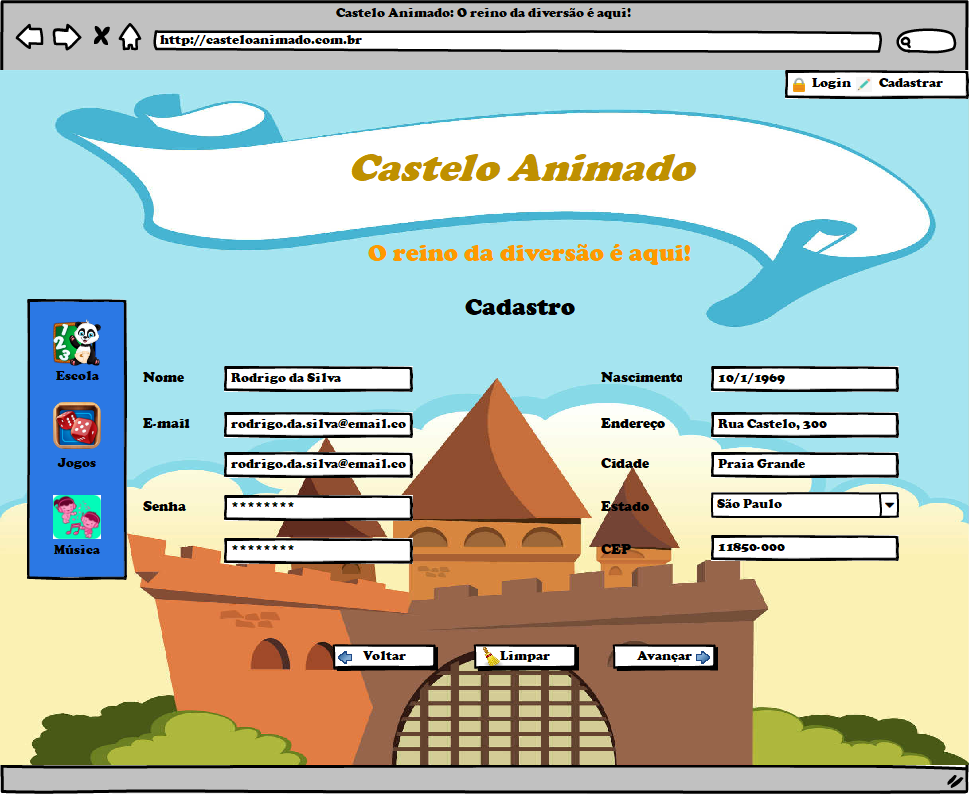 Castelo Animado: O reino da diversão é aqui!
http://casteloanimado.com.br
Login Cadastrar
Castelo Animado
O reino da diversão é aqui!
Cadastro
1 2 3
Escola
Jogos
Música
Nome Rodrigo da Silva
Nascimento 10/1/1969
E-mail rodrigo.da.silva@email.co
Endereço Rua Castelo, 300
rodrigo.da.silva@email.co
Cidade Praia Grande
Senha ********
Estado São Paulo
********
CEP 11850-000
Voltar Limpar Avançar